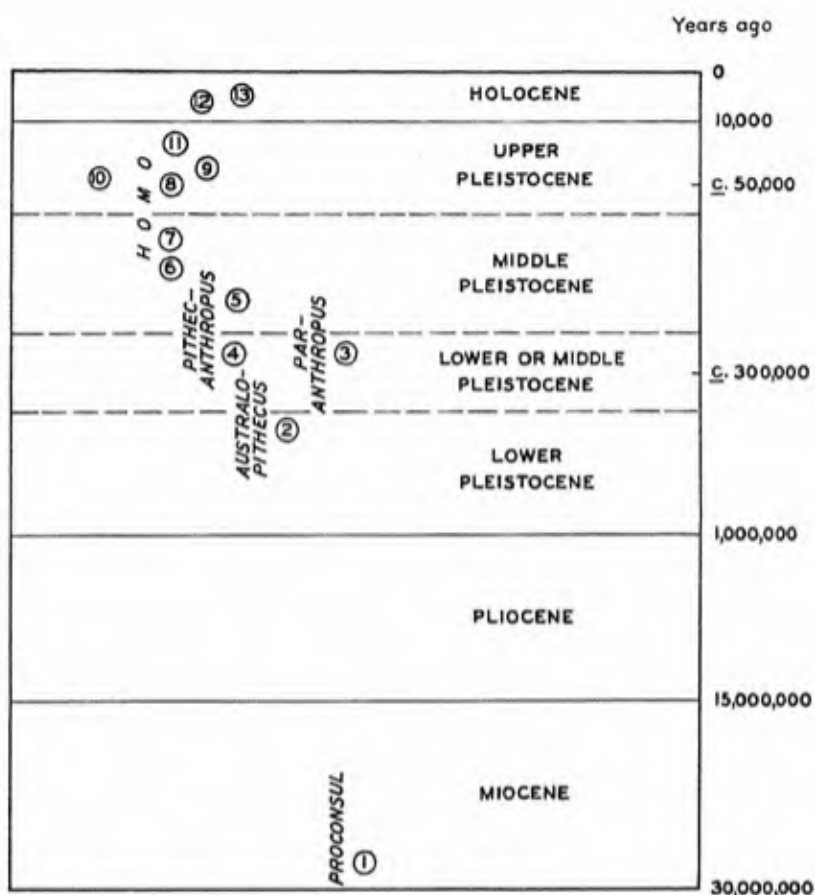 Years ago
0
HOLOCENE
⑫ ⑬
10,000
⑪
UPPER
PLEISTOCENE
⑨
⑩ ⑧
c. 50,000
HOMO
⑦
⑥
MIDDLE
PLEISTOCENE
⑤
PITHEC—
ANTHROPUS
④
PAR—
ANTHROPUS
③
LOWER OR MIDDLE
PLEISTOCENE
c. 300,000
AUSTRALO—
PITHECUS
②
LOWER
PLEISTOCENE
1,000,000
PLIOCENE
15,000,000
MIOCENE
PROCONSUL
①
30,000,000